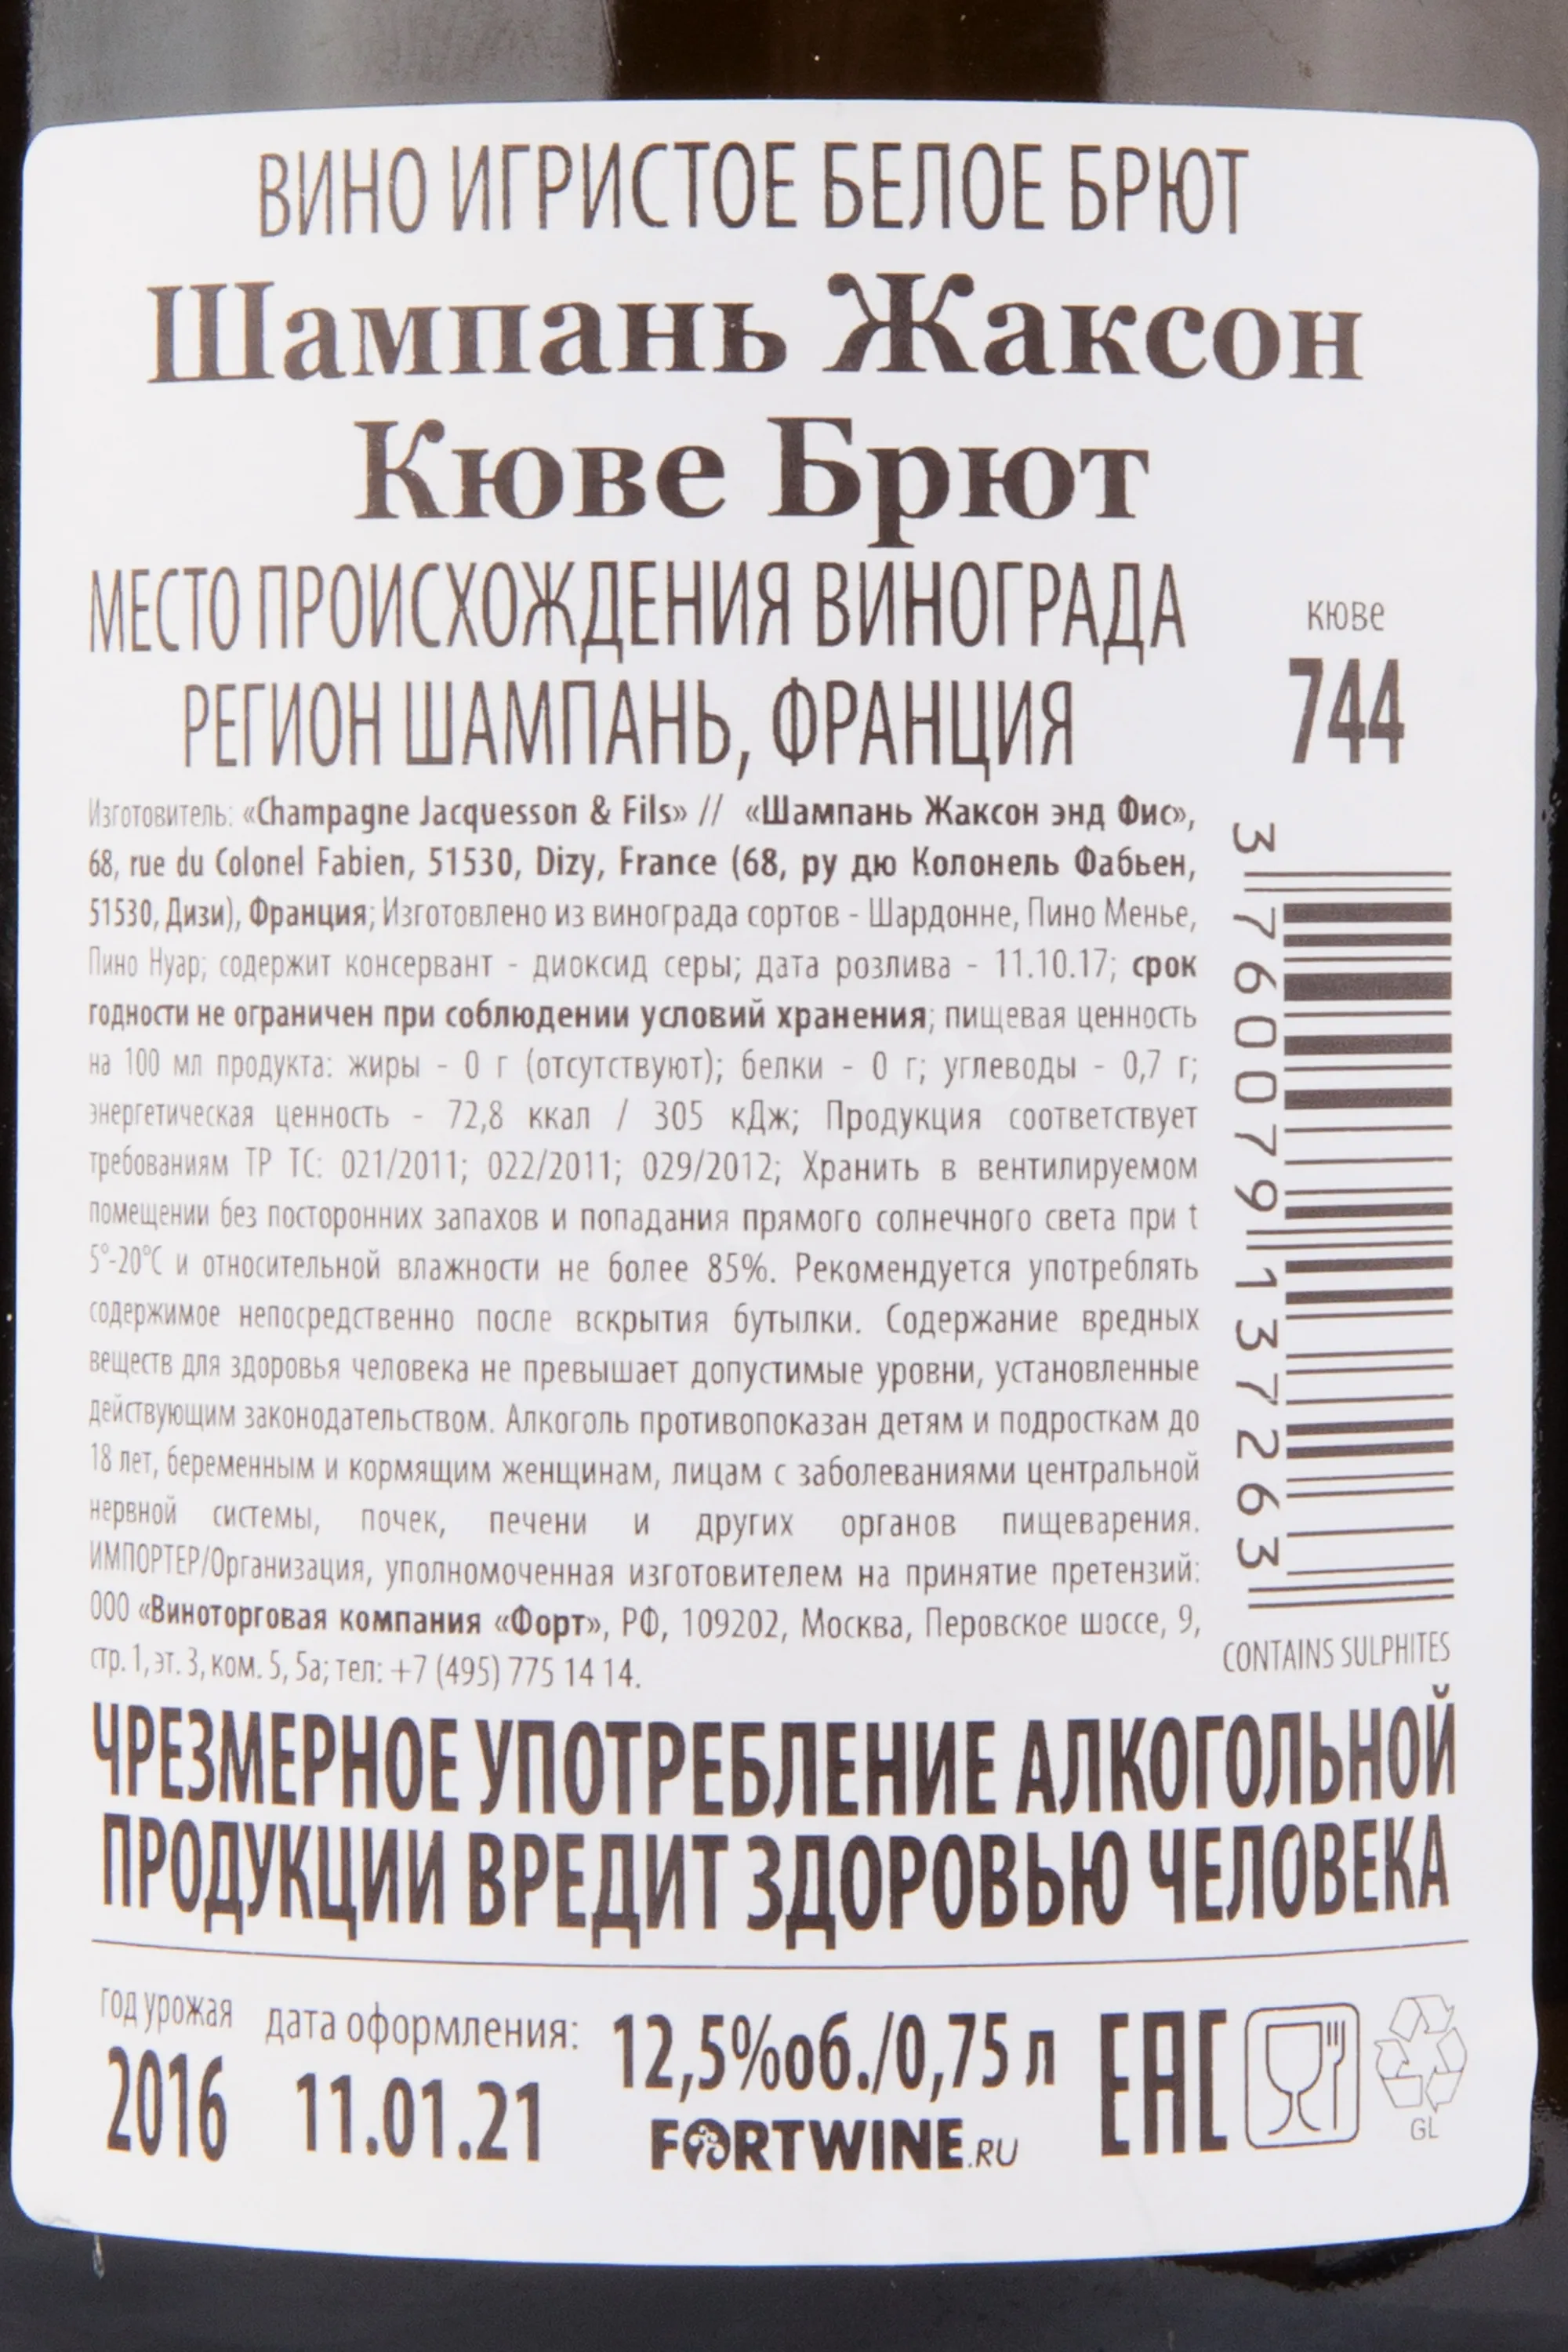 ВИНО ИГРИСТОЕ БЕЛОЕ БРЮТ
Шампань Жаксон
Кюве Брют
МЕСТО ПРОИСХОЖДЕНИЯ ВИНОГРАДА
РЕГИОН ШАМПАНЬ, ФРАНЦИЯ
кюве
744
Изготовитель: «Champagne Jacquesson & Fils» // «Шампань Жаксон энд Фис»,
68, rue du Colonel Fabien, 51530, Dizy, France (68, ру дю Колонель Фабьен,
51530, Дизи), Франция; Изготовлено из винограда сортов - Шардонне, Пино Менье,
Пино Нуар; содержит консервант - диоксид серы; дата розлива - 11.10.17; срок
годности не ограничен при соблюдении условий хранения; пищевая ценность
на 100 мл продукта: жиры - 0 г (отсутствуют); белки - 0 г; углеводы - 0,7 г;
энергетическая ценность - 72,8 ккал / 305 кДж; Продукция соответствует
требованиям ТР ТС: 021/2011; 022/2011; 029/2012; Хранить в вентилируемом
помещении без посторонних запахов и попадания прямого солнечного света при t
5°-20°C и относительной влажности не более 85%. Рекомендуется употреблять
содержимое непосредственно после вскрытия бутылки. Содержание вредных
веществ для здоровья человека не превышает допустимые уровни, установленные
действующим законодательством. Алкоголь противопоказан детям и подросткам до
18 лет, беременным и кормящим женщинам, лицам с заболеваниями центральной
нервной системы, почек, печени и других органов пищеварения.
ИМПОРТЕР/Организация, уполномоченная изготовителем на принятие претензий:
ООО «Виноторговая компания «Форт», РФ, 109202, Москва, Перовское шоссе, 9,
стр. 1, эт. 3, ком. 5, 5а; тел: +7 (495) 775 14 14.
3 760079 137263
CONTAINS SULPHITES
ЧРЕЗМЕРНОЕ УПОТРЕБЛЕНИЕ АЛКОГОЛЬНОЙ
ПРОДУКЦИИ ВРЕДИТ ЗДОРОВЬЮ ЧЕЛОВЕКА
год урожая
2016
дата оформления:
11.01.21
12,5%об./0,75 л
FORTWINE.RU
EAC
GL